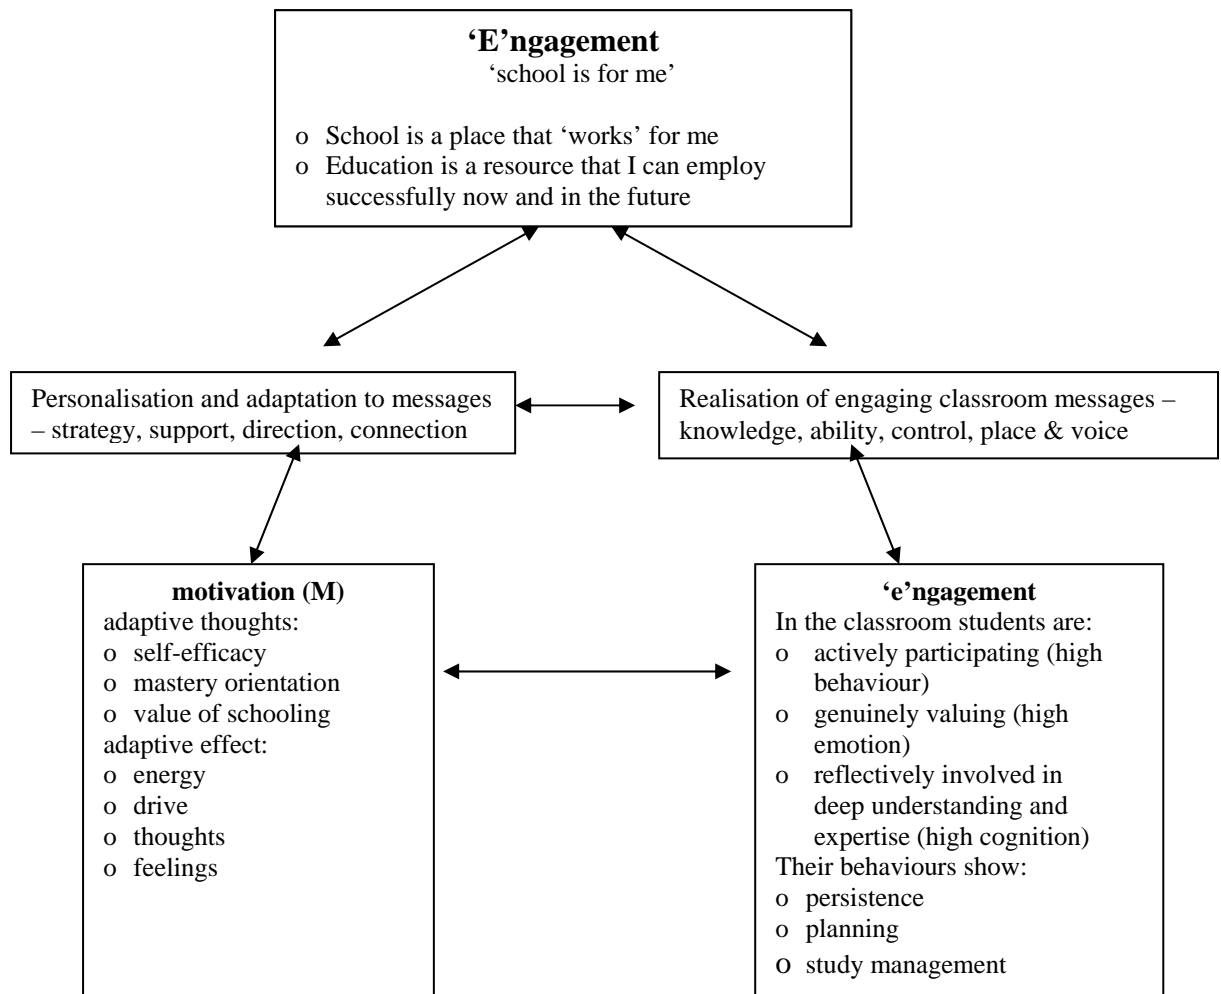 ‘E’ngagement
‘school is for me’
o School is a place that ‘works’ for me
o Education is a resource that I can employ
successfully now and in the future
Personalisation and adaptation to messages
– strategy, support, direction, connection
Realisation of engaging classroom messages –
knowledge, ability, control, place & voice
motivation (M)
adaptive thoughts:
o self-efficacy
o mastery orientation
o value of schooling
adaptive effect:
o energy
o drive
o thoughts
o feelings
‘e’ngagement
In the classroom students are:
o actively participating (high
behaviour)
o genuinely valuing (high
emotion)
o reflectively involved in
deep understanding and
expertise (high cognition)
Their behaviours show:
o persistence
o planning
o study management